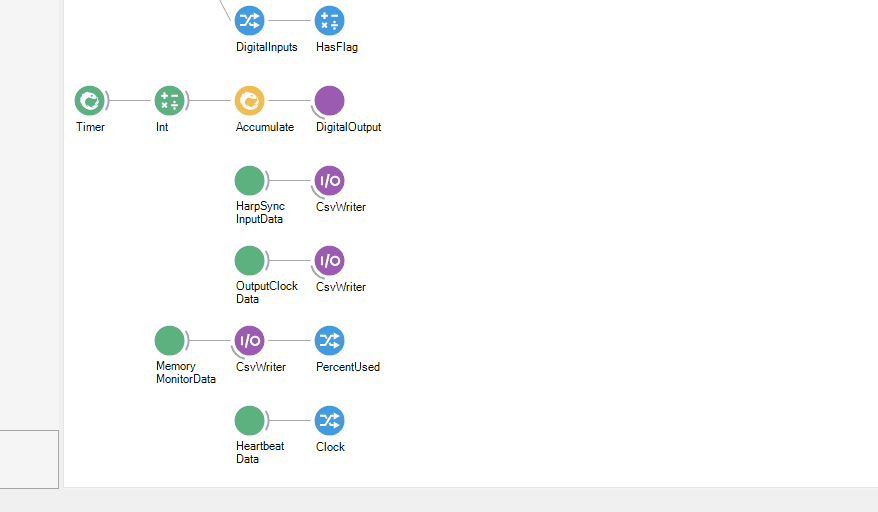 DigitalInputs HasFlag
Timer Int Accumulate DigitalOutput
HarpSync CsvWriter
InputData
OutputClock CsvWriter
Data
Memory CsvWriter PercentUsed
MonitorData
Heartbeat Clock
Data